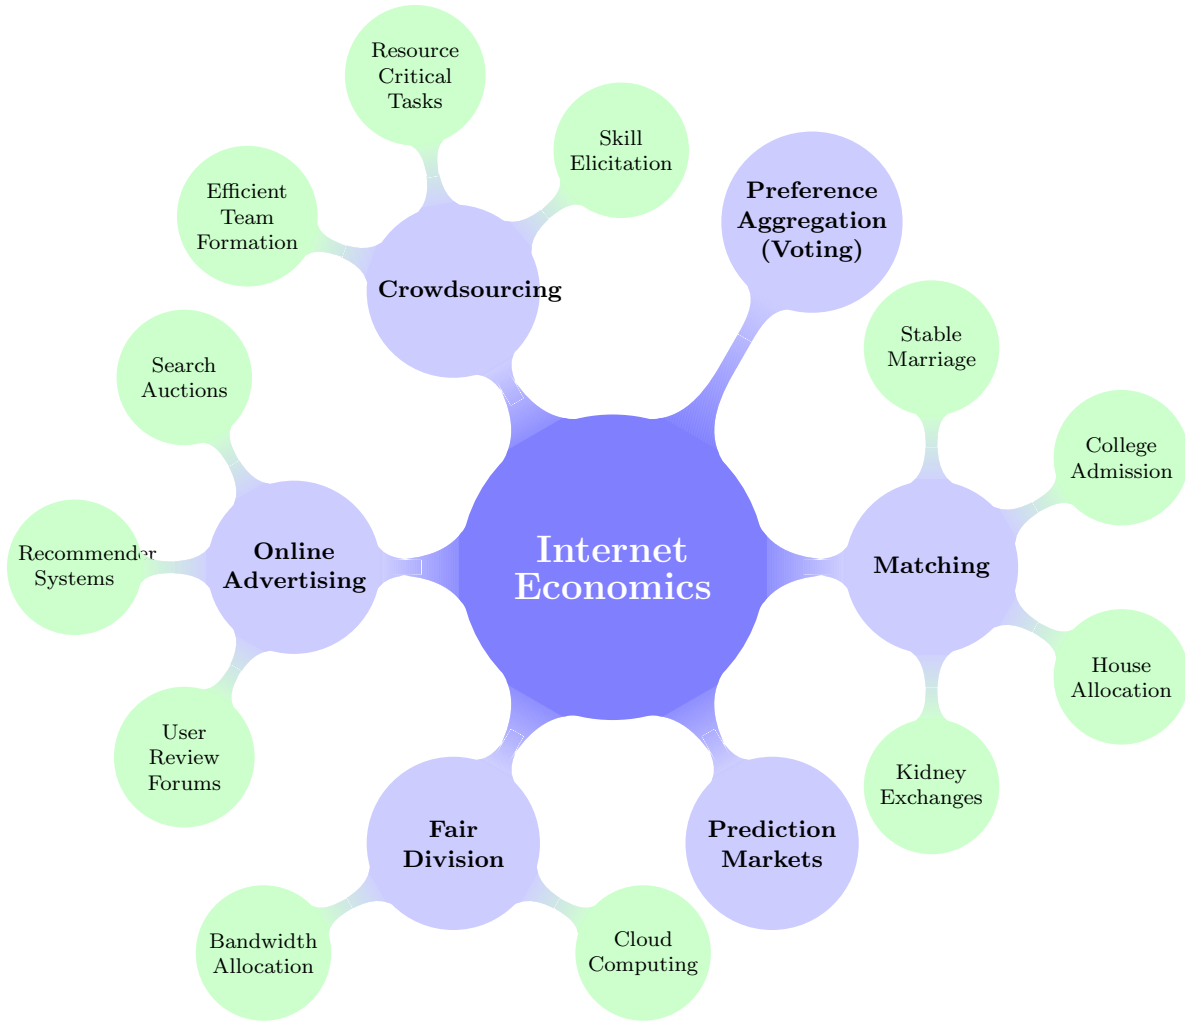 Resource
Critical
Tasks
Skill
Elicitation
Efficient
Team
Formation
Preference
Aggregation
(Voting)
Crowdsourcing
Stable
Marriage
Search
Auctions
College
Admission
Recommender
Systems
Online
Advertising
Internet
Economics
Matching
House
Allocation
User
Review
Forums
Kidney
Exchanges
Fair
Division
Prediction
Markets
Bandwidth
Allocation
Cloud
Computing